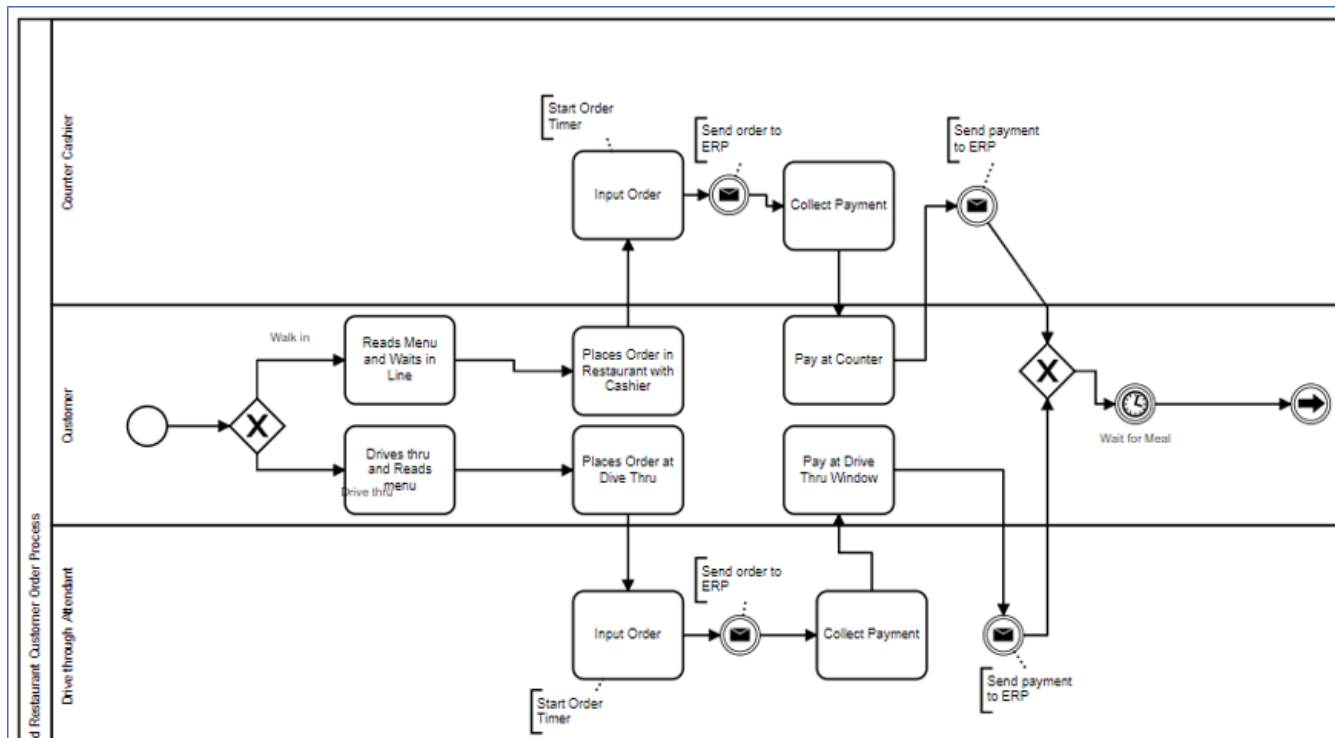 d Restaurant Customer Order Process
Counter Cashier
Start Order
Timer
Input Order
Send order to
ERP
Collect Payment
Send payment
to ERP
Customer
Walk in
Reads Menu
and Waits in
Line
Places Order in
Restaurant with
Cashier
Pay at Counter
X
X
Wait for Meal
Drives thru
and Reads
menu
Drive thru
Places Order at
Dive Thru
Pay at Drive
Thru Window
Drive through Attendant
Input Order
Start Order
Timer
Send order to
ERP
Collect Payment
Send payment
to ERP